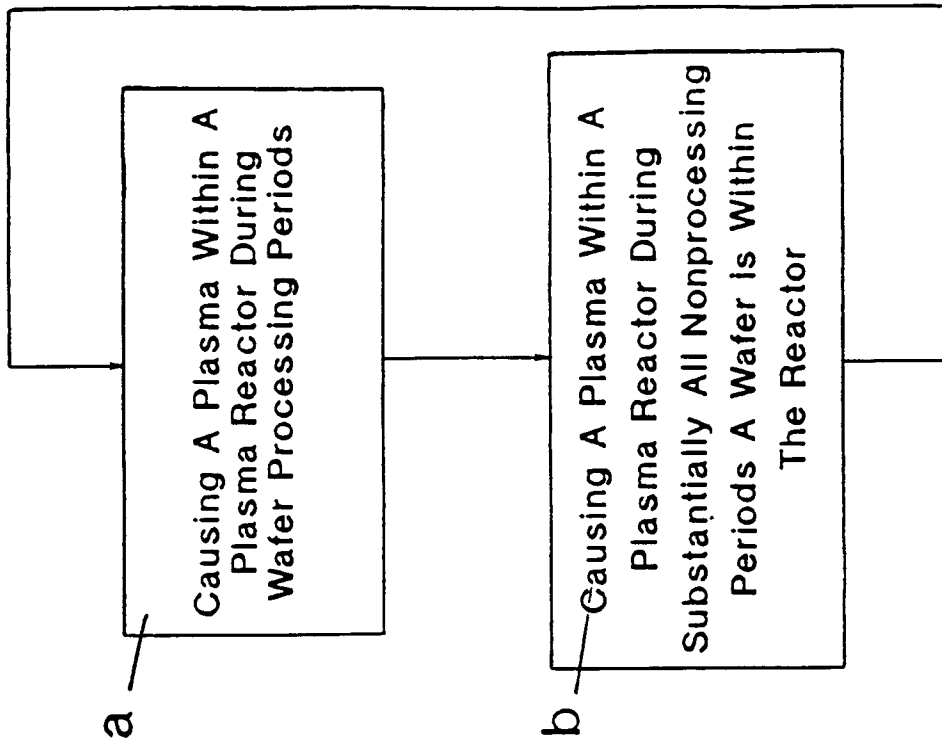 a
Causing A Plasma Within A
Plasma Reactor During
Wafer Processing Periods
b
Causing A Plasma Within A
Plasma Reactor During
Substantially All Nonprocessing
Periods A Wafer is Within
The Reactor